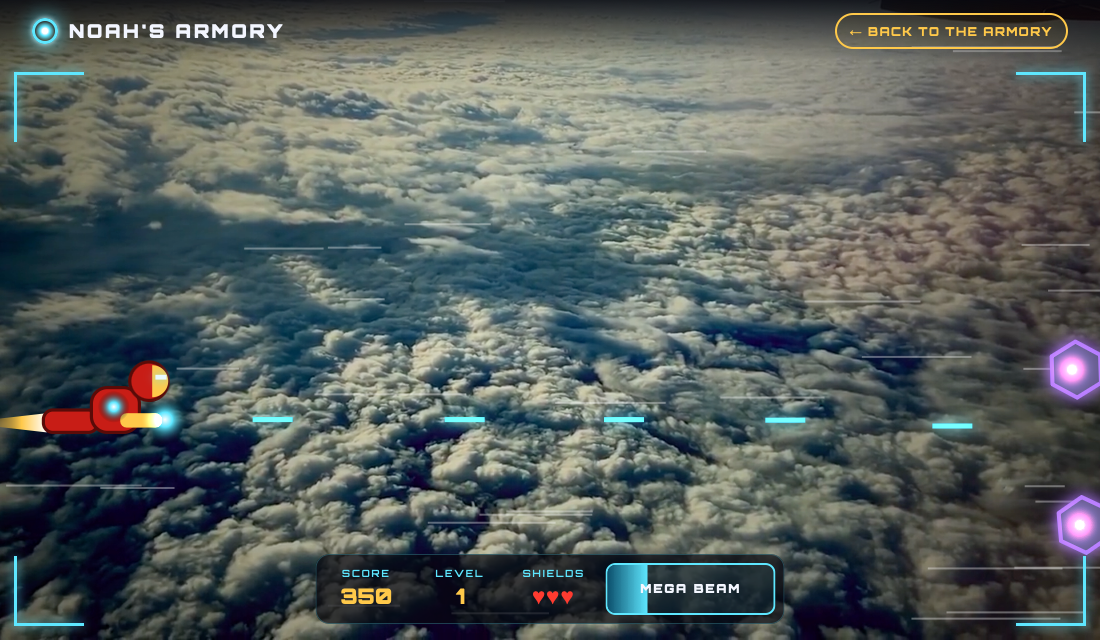 NOAH'S ARMORY
← BACK TO THE ARMORY
SCORE
350
LEVEL
1
SHIELDS
♥♥♥
MEGA BEAM